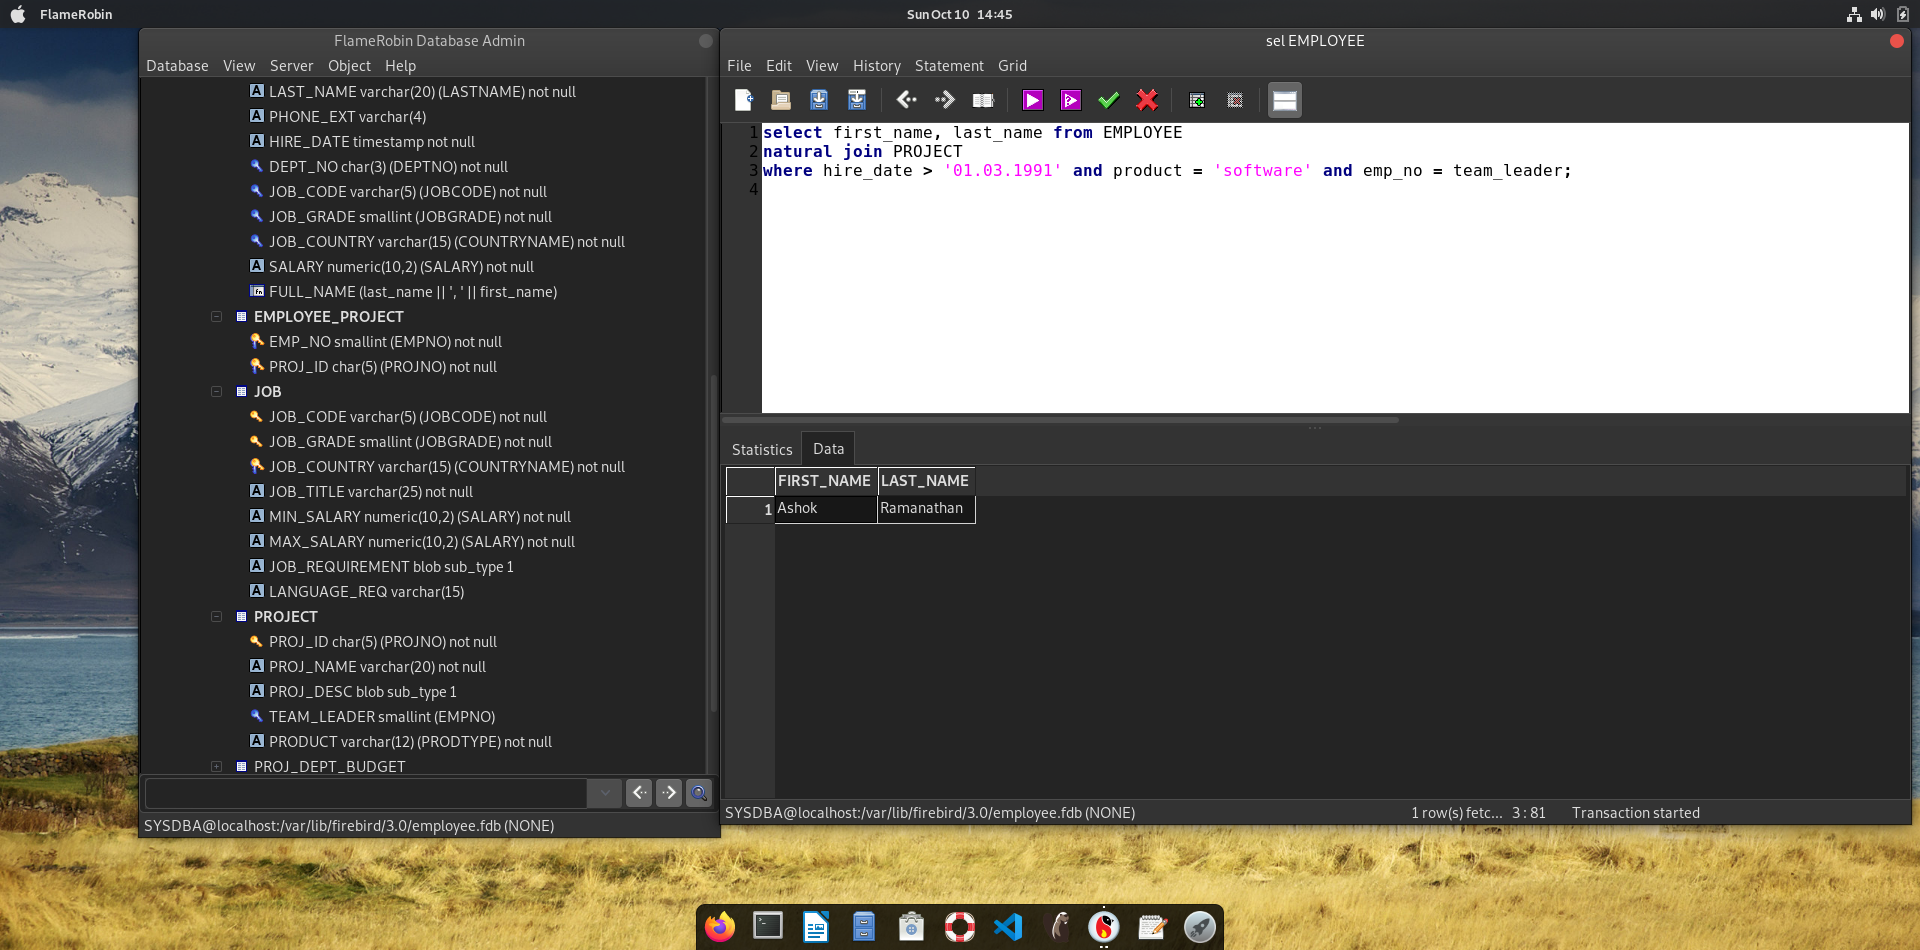 FlameRobin
Sun Oct 10 14:45
FlameRobin Database Admin
Database View Server Object Help
LAST_NAME varchar(20) (LASTNAME) not null
PHONE_EXT varchar(4)
HIRE_DATE timestamp not null
DEPT_NO char(3) (DEPTNO) not null
JOB_CODE varchar(5) (JOBCODE) not null
JOB_GRADE smallint (JOBGRADE) not null
JOB_COUNTRY varchar(15) (COUNTRYNAME) not null
SALARY numeric(10,2) (SALARY) not null
FULL_NAME (last_name || ', ' || first_name)
EMPLOYEE_PROJECT
EMP_NO smallint (EMPNO) not null
PROJ_ID char(5) (PROJNO) not null
JOB
JOB_CODE varchar(5) (JOBCODE) not null
JOB_GRADE smallint (JOBGRADE) not null
JOB_COUNTRY varchar(15) (COUNTRYNAME) not null
JOB_TITLE varchar(25) not null
MIN_SALARY numeric(10,2) (SALARY) not null
MAX_SALARY numeric(10,2) (SALARY) not null
JOB_REQUIREMENT blob sub_type 1
LANGUAGE_REQ varchar(15)
PROJECT
PROJ_ID char(5) (PROJNO) not null
PROJ_NAME varchar(20) not null
PROJ_DESC blob sub_type 1
TEAM_LEADER smallint (EMPNO)
PRODUCT varchar(12) (PRODTYPE) not null
PROJ_DEPT_BUDGET
SYSDBA@localhost:/var/lib/firebird/3.0/employee.fdb (NONE)
sel EMPLOYEE
File Edit View History Statement Grid
1 select first_name, last_name from EMPLOYEE
2 natural join PROJECT
3 where hire_date > '01.03.1991' and product = 'software' and emp_no = team_leader;
4
Statistics Data
FIRST_NAME LAST_NAME
1 Ashok Ramanathan
SYSDBA@localhost:/var/lib/firebird/3.0/employee.fdb (NONE) 1 row(s) fetc... 3 : 81 Transaction started